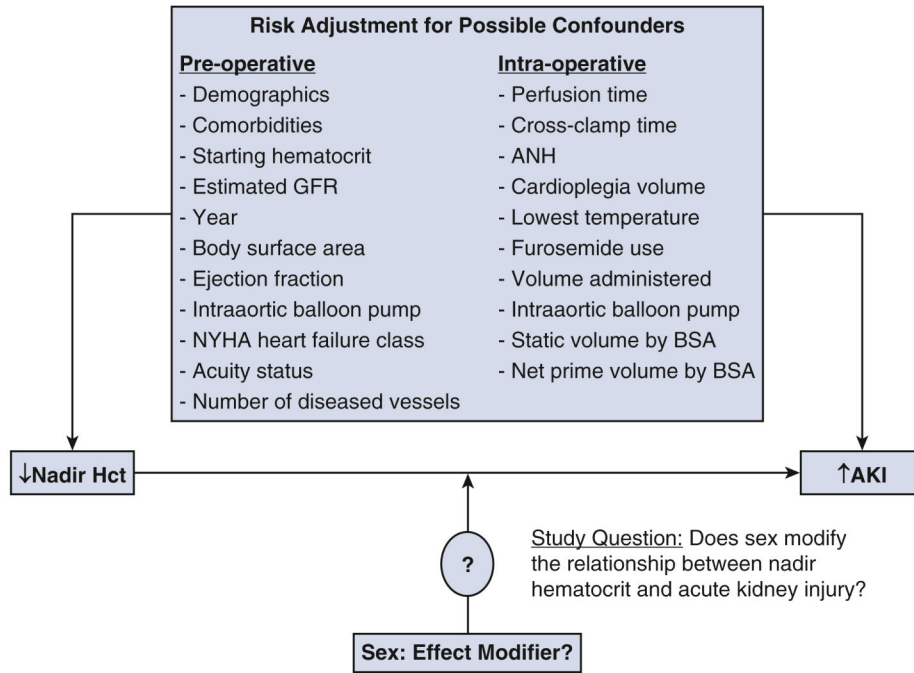 Risk Adjustment for Possible Confounders
Pre-operative
- Demographics
- Comorbidities
- Starting hematocrit
- Estimated GFR
- Year
- Body surface area
- Ejection fraction
- Intraaortic balloon pump
- NYHA heart failure class
- Acuity status
- Number of diseased vessels
Intra-operative
- Perfusion time
- Cross-clamp time
- ANH
- Cardioplegia volume
- Lowest temperature
- Furosemide use
- Volume administered
- Intraaortic balloon pump
- Static volume by BSA
- Net prime volume by BSA
↓Nadir Hct
↑AKI
?
Study Question: Does sex modify
the relationship between nadir
hematocrit and acute kidney injury?
Sex: Effect Modifier?